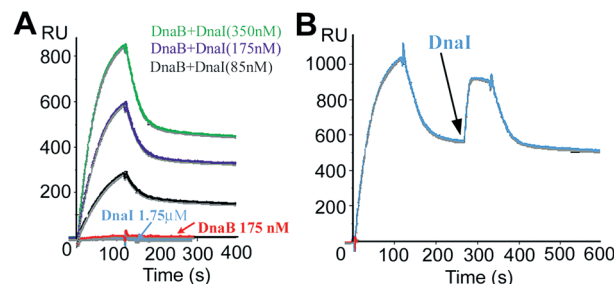 A
RU
DnaB+DnaI(350nM)
DnaB+DnaI(175nM)
DnaB+DnaI(85nM)
800
600
400
200
0
DnaI 1.75µM
DnaB 175 nM
100 200 300 400
Time (s)
B
RU
DnaI
1000
800
600
400
200
0
100 200 300 400 500 600
Time (s)